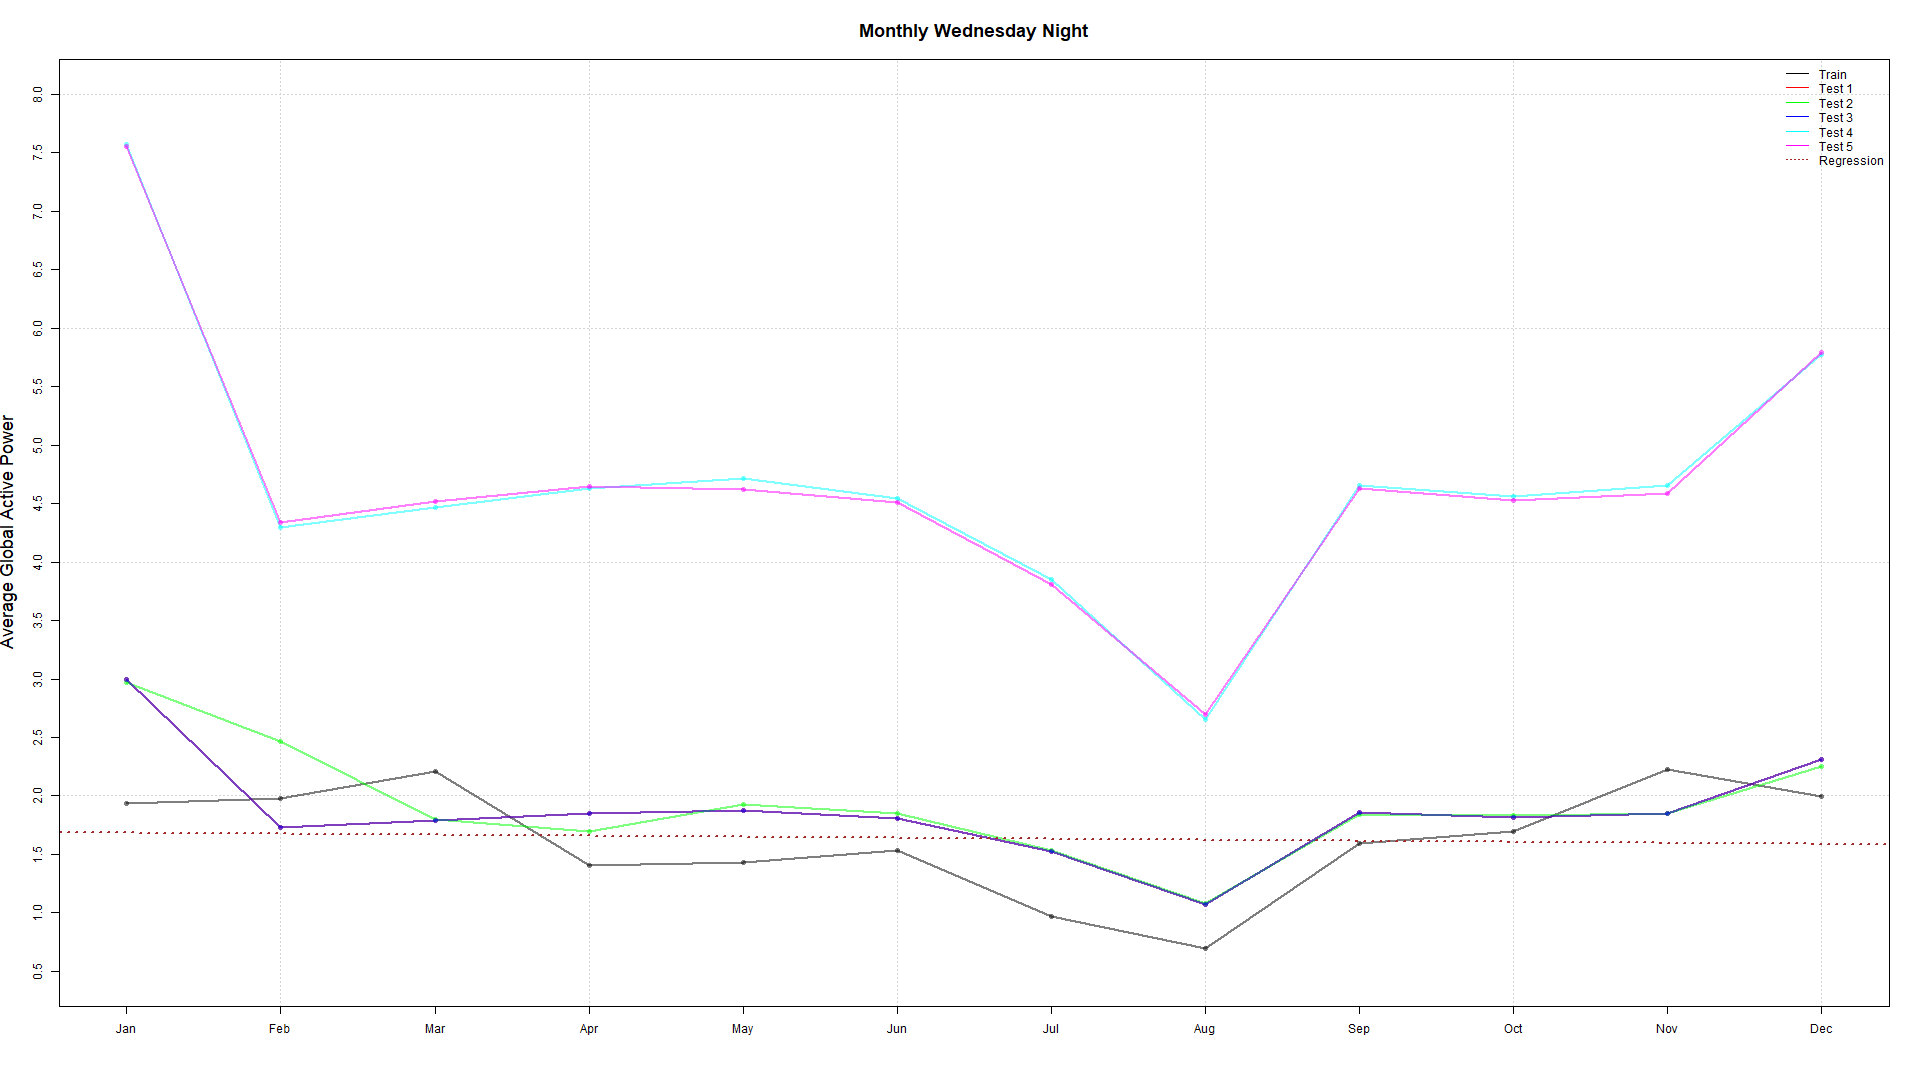 Monthly Wednesday Night
Train
Test 1
Test 2
Test 3
Test 4
Test 5
Regression
Average Global Active Power
8.0
7.5
7.0
6.5
6.0
5.5
5.0
4.5
4.0
3.5
3.0
2.5
2.0
1.5
1.0
0.5
Jan Feb Mar Apr May Jun Jul Aug Sep Oct Nov Dec